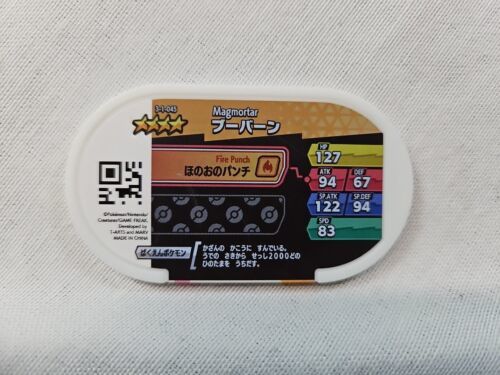 3-1-045
Magmortar
ブーバーン
Fire Punch
ほのおのパンチ
HP
127
ATK
94
DEF
67
SP.ATK
122
SP.DEF
94
SPD
83
©Pokémon/Nintendo/
Creatures/GAME FREAK
Developed by
T-ARTS and MARV
MADE IN CHINA
ばくえんポケモン
かざんの かこうに すんでいる。
うでの さきから せっし2000どの
ひのたまを うちだす。